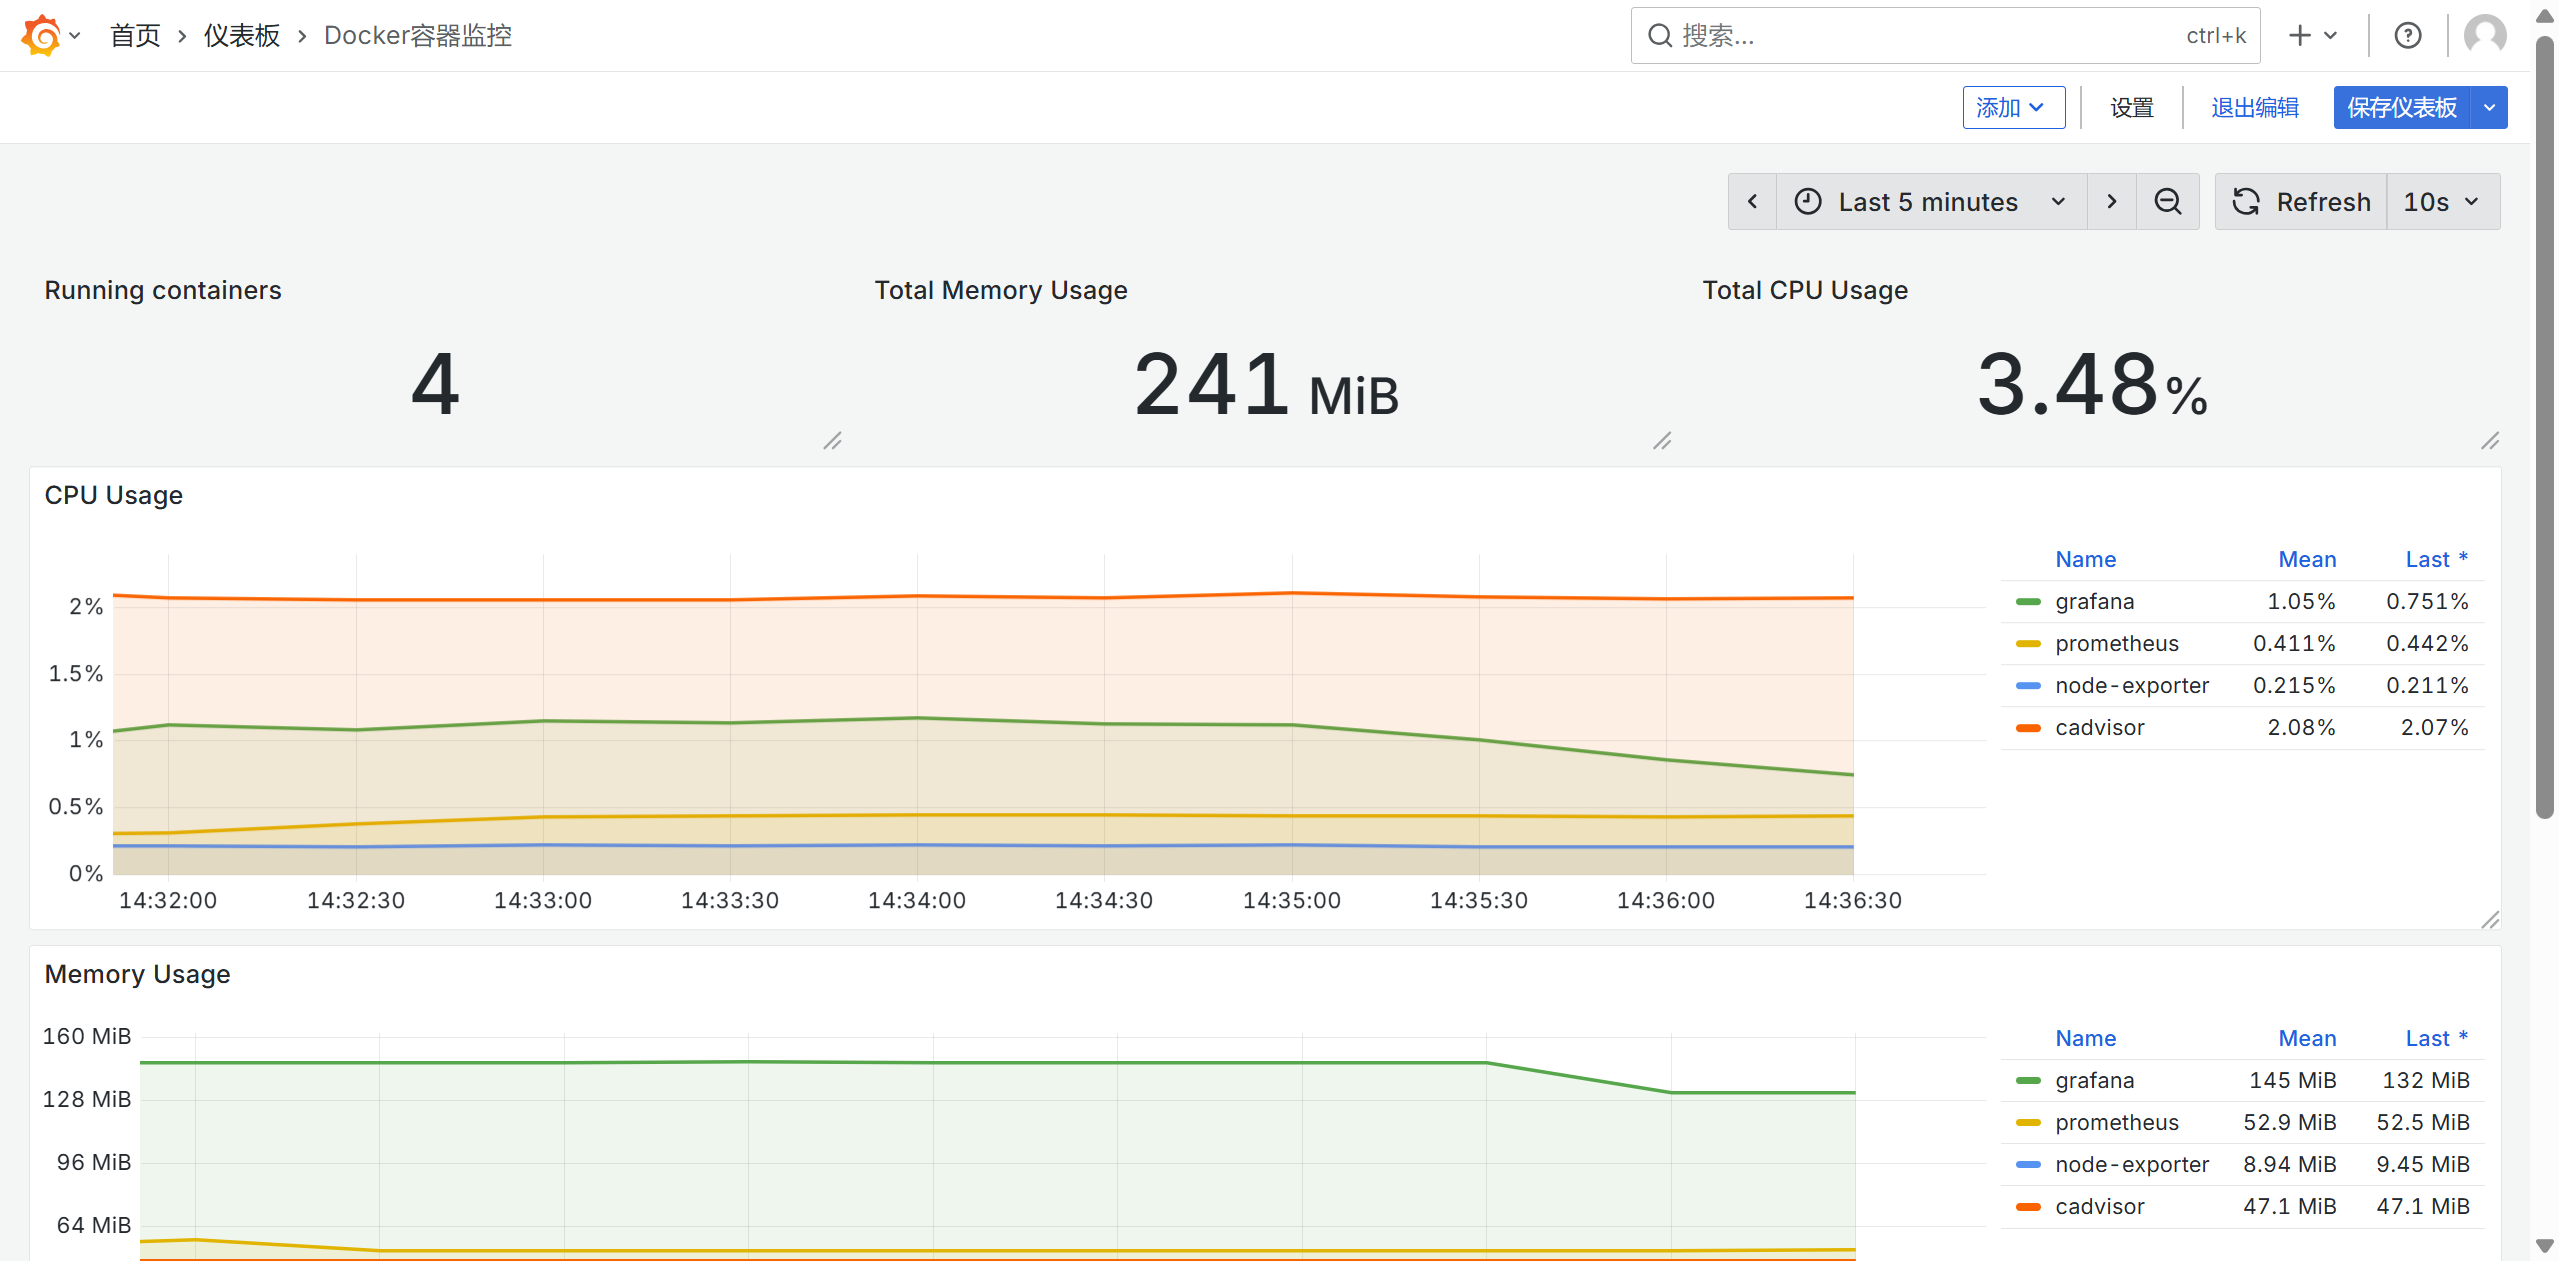 首页 › 仪表板 › Docker容器监控
搜索...
ctrl+k
添加
设置
退出编辑
保存仪表板
Last 5 minutes
Refresh
10s
Running containers
4
Total Memory Usage
241 MiB
Total CPU Usage
3.48%
CPU Usage
2%
1.5%
1%
0.5%
0%
14:32:00 14:32:30 14:33:00 14:33:30 14:34:00 14:34:30 14:35:00 14:35:30 14:36:00 14:36:30
Name Mean Last *
grafana 1.05% 0.751%
prometheus 0.411% 0.442%
node-exporter 0.215% 0.211%
cadvisor 2.08% 2.07%
Memory Usage
160 MiB
128 MiB
96 MiB
64 MiB
Name Mean Last *
grafana 145 MiB 132 MiB
prometheus 52.9 MiB 52.5 MiB
node-exporter 8.94 MiB 9.45 MiB
cadvisor 47.1 MiB 47.1 MiB